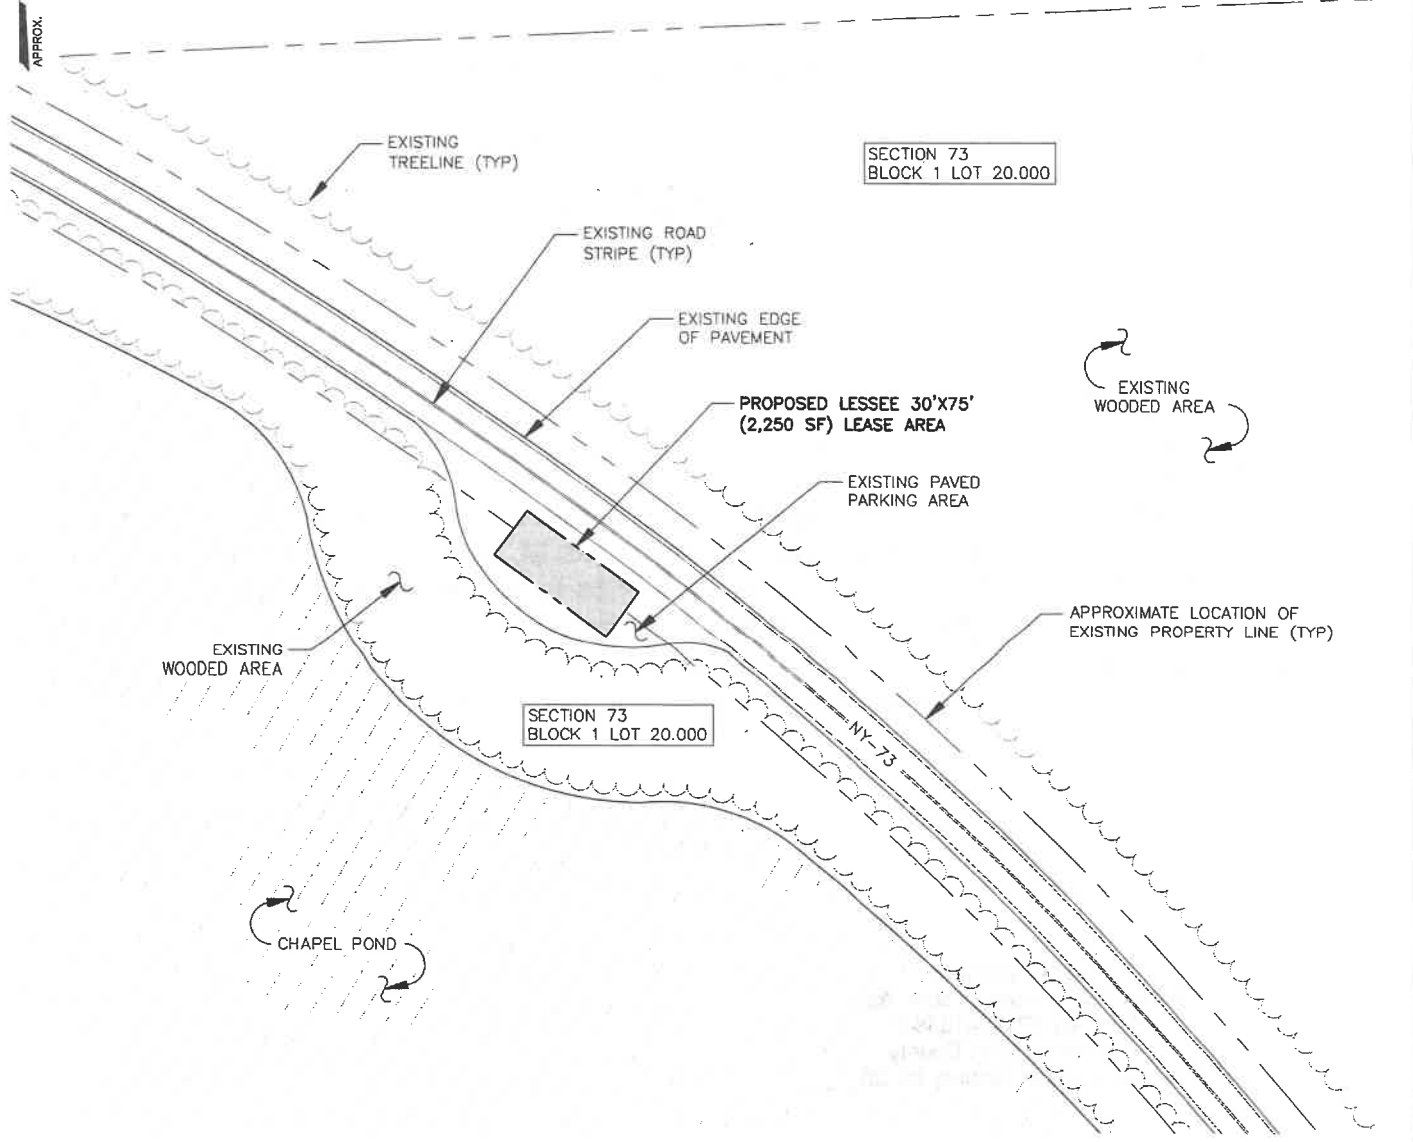 APPROX.
EXISTING
TREELINE (TYP)
SECTION 73
BLOCK 1 LOT 20.000
EXISTING ROAD
STRIPE (TYP)
EXISTING EDGE
OF PAVEMENT
EXISTING
WOODED AREA
PROPOSED LESSEE 30'X75'
(2,250 SF) LEASE AREA
EXISTING PAVED
PARKING AREA
APPROXIMATE LOCATION OF
EXISTING PROPERTY LINE (TYP)
EXISTING
WOODED AREA
SECTION 73
BLOCK 1 LOT 20.000
NY-73
CHAPEL POND